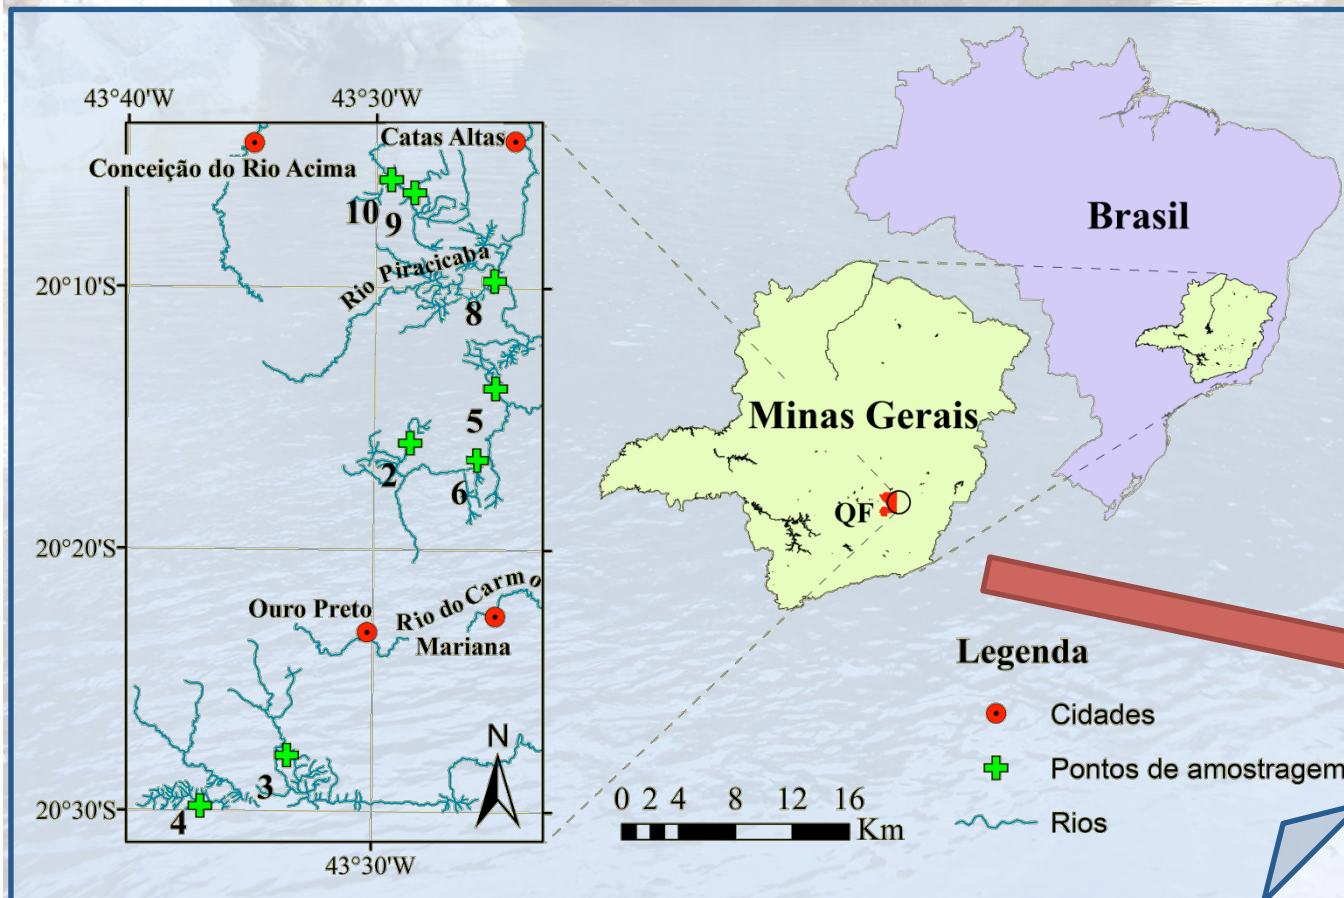 43°40'W
43°30'W
Catas Altas
Conceição do Rio Acima
10
9
Rio Piracicaba
20°10'S
8
5
2
6
20°20'S
Ouro Preto
Rio do Carmo
Mariana
3
4
20°30'S
43°30'W
N
Brasil
Minas Gerais
QF
Legenda
Cidades
Pontos de amostragem
Rios
0 2 4 8 12 16
Km